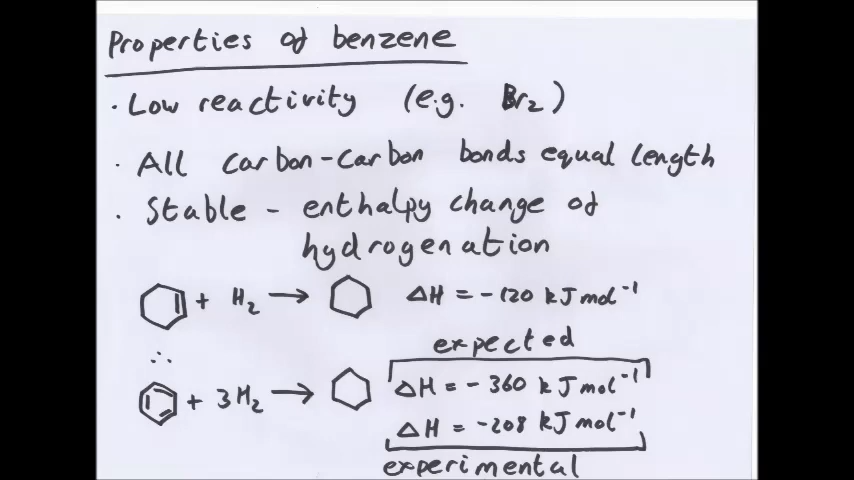 Properties of benzene
· Low reactivity (e.g. Br₂)
· All carbon-carbon bonds equal length
· Stable - enthalpy change of
hydrogenation
+ H₂ → ΔH = -120 kJ mol⁻¹
expected
∴
+ 3H₂ → ΔH = -360 kJ mol⁻¹
ΔH = -208 kJ mol⁻¹
experimental